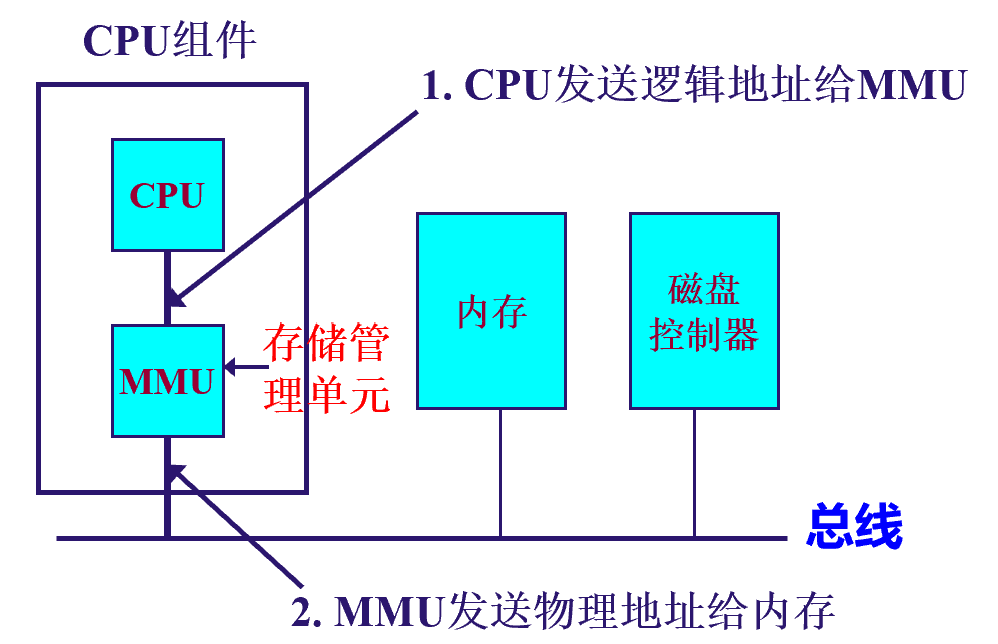 CPU组件
1. CPU发送逻辑地址给MMU
CPU
内存
磁盘
控制器
存储管
理单元
MMU
总线
2. MMU发送物理地址给内存